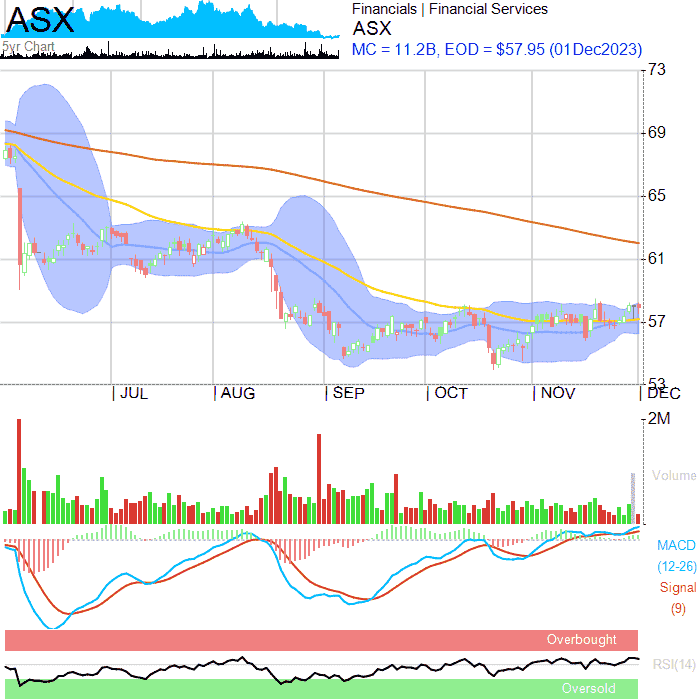 ASX
5yr Chart
Financials | Financial Services
ASX
MC = 11.2B, EOD = $57.95 (01Dec2023)
73
69
65
61
57
53
JUL AUG SEP OCT NOV DEC
2M
Volume
MACD
(12-26)
Signal
(9)
Overbought
RSI(14)
Oversold